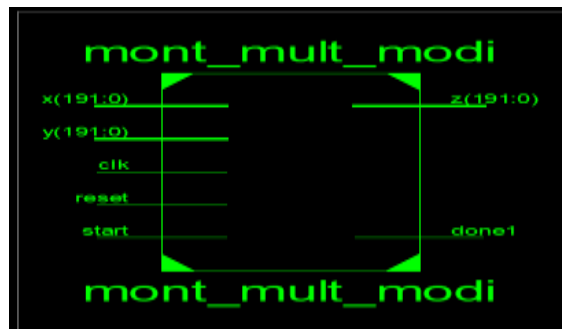 mont_mult_modi
x(191:0)
z(191:0)
y(191:0)
clk
reset
start
done1
mont_mult_modi